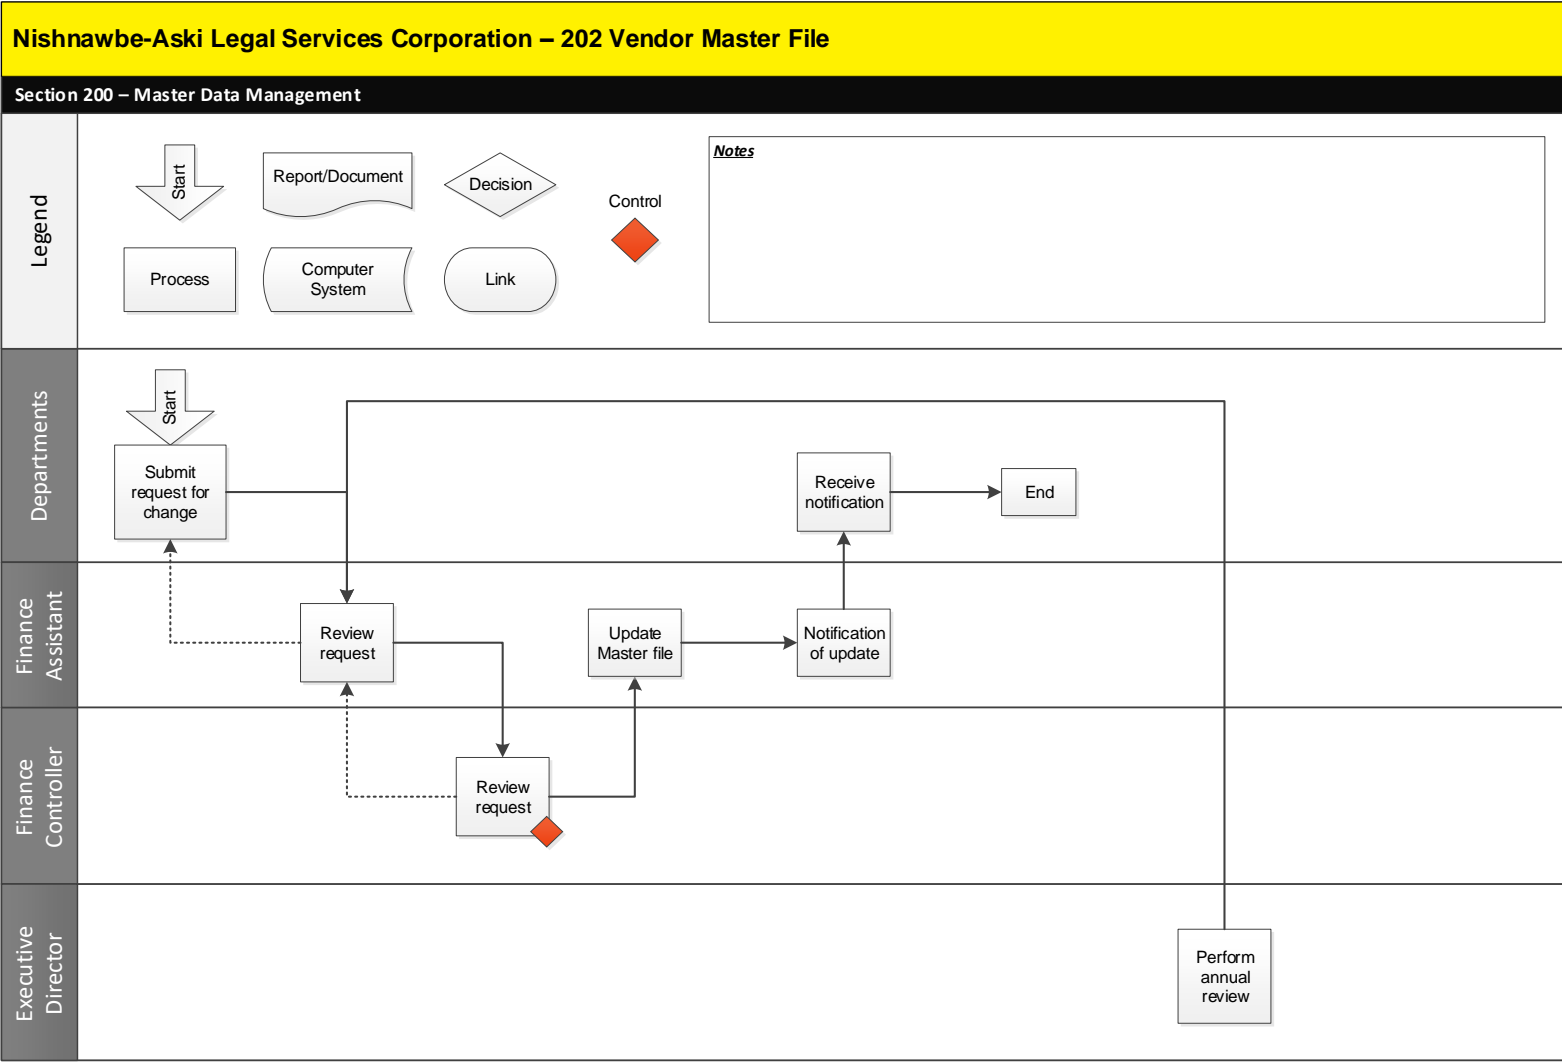 Nishnawbe-Aski Legal Services Corporation – 202 Vendor Master File
Section 200 – Master Data Management
Legend
Start
Report/Document
Decision
Control
Process
Computer
System
Link
Notes
Departments
Start
Submit
request for
change
Receive
notification
End
Finance
Assistant
Review
request
Update
Master file
Notification
of update
Finance
Controller
Review
request
Executive
Director
Perform
annual
review